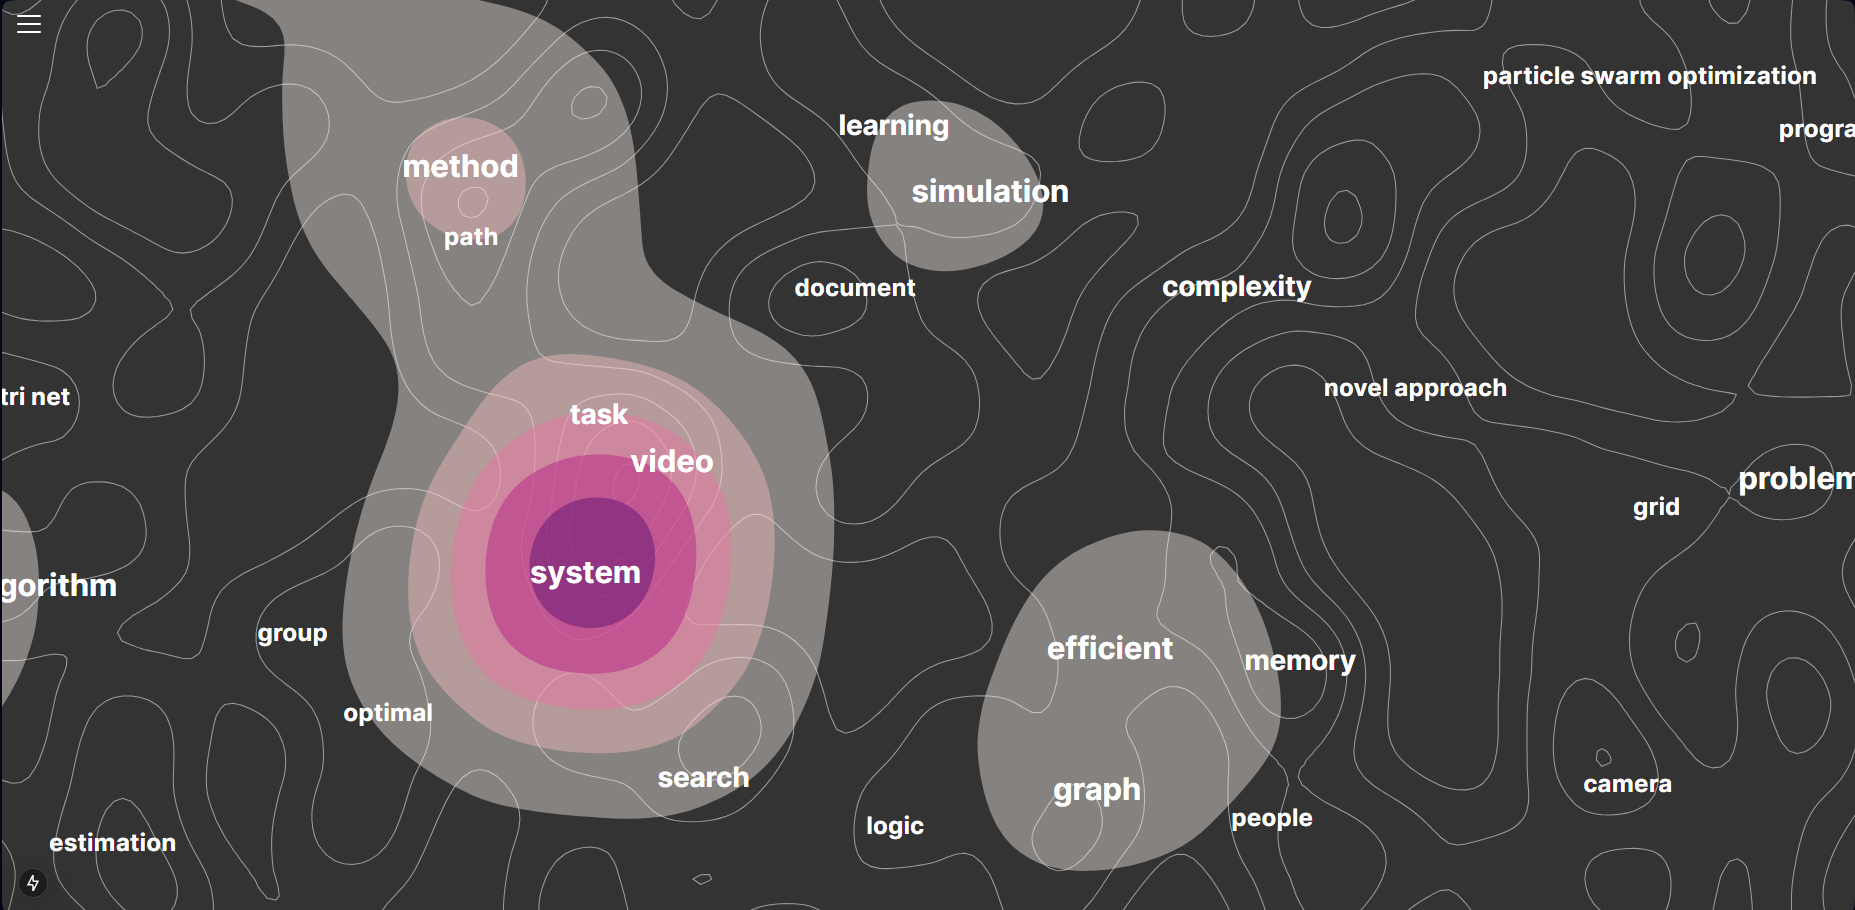 particle swarm optimization
learning
progra
method
simulation
path
document
complexity
novel approach
tri net
task
video
problem
grid
system
gorithm
group
efficient
memory
optimal
search
camera
graph
people
logic
estimation